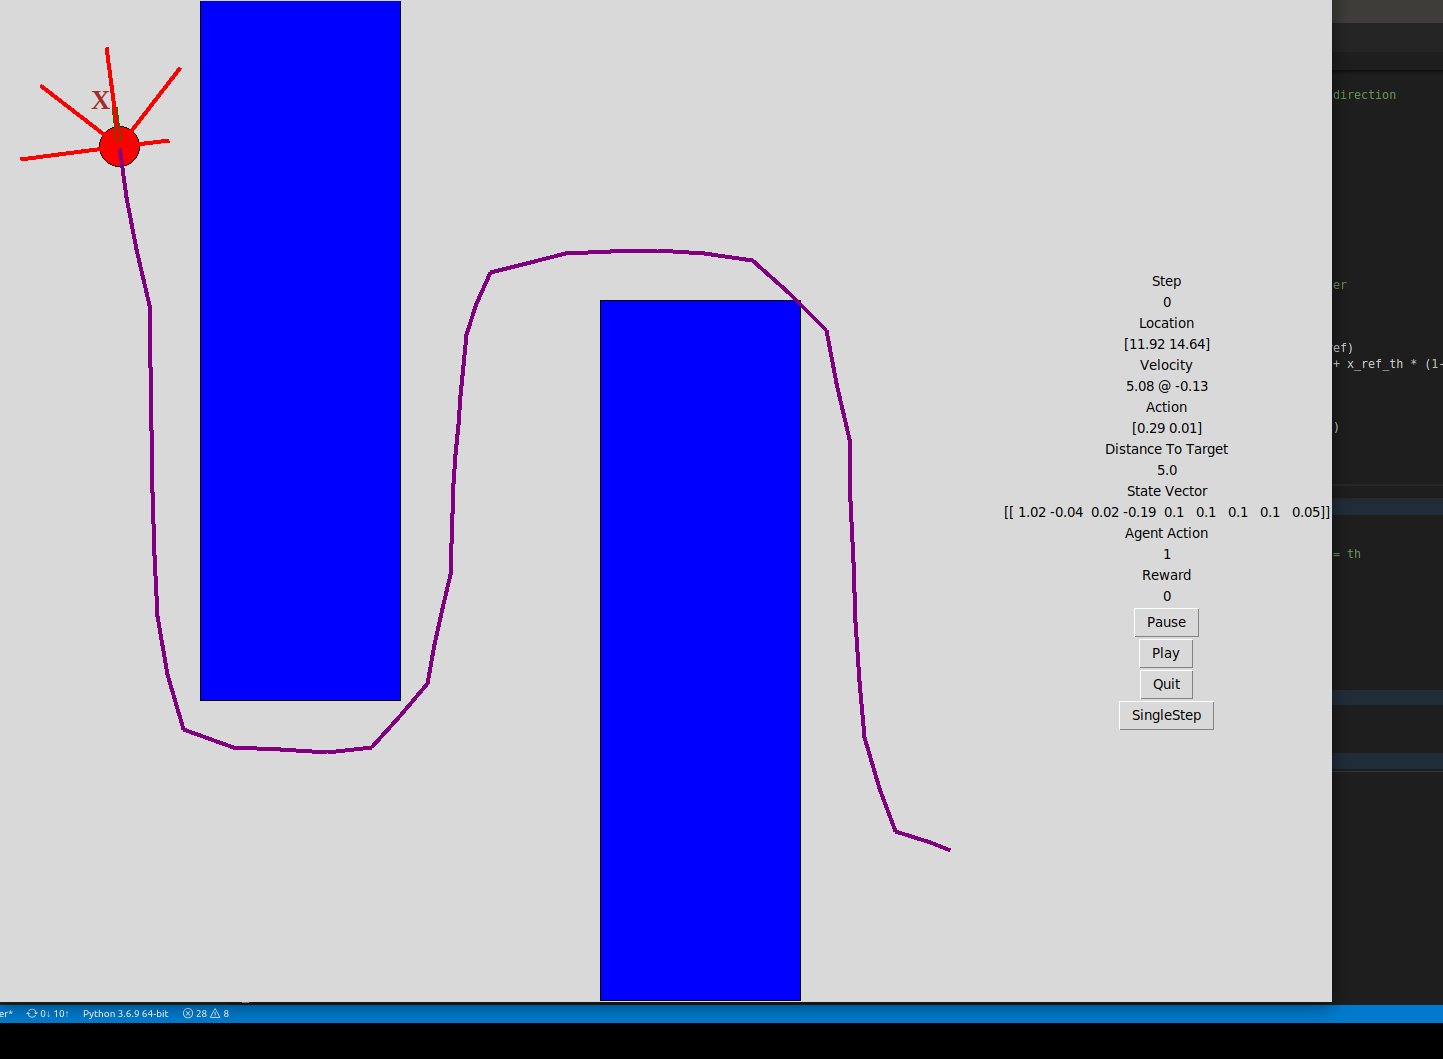 X
direction
er
ef)
+ x_ref_th * (1-
)
= th
Step
0
Location
[11.92 14.64]
Velocity
5.08 @ -0.13
Action
[0.29 0.01]
Distance To Target
5.0
State Vector
[[ 1.02 -0.04  0.02 -0.19  0.1   0.1   0.1   0.1   0.05]]
Agent Action
1
Reward
0
Pause
Play
Quit
SingleStep
er*  0↓ 10↑  Python 3.6.9 64-bit  28  8